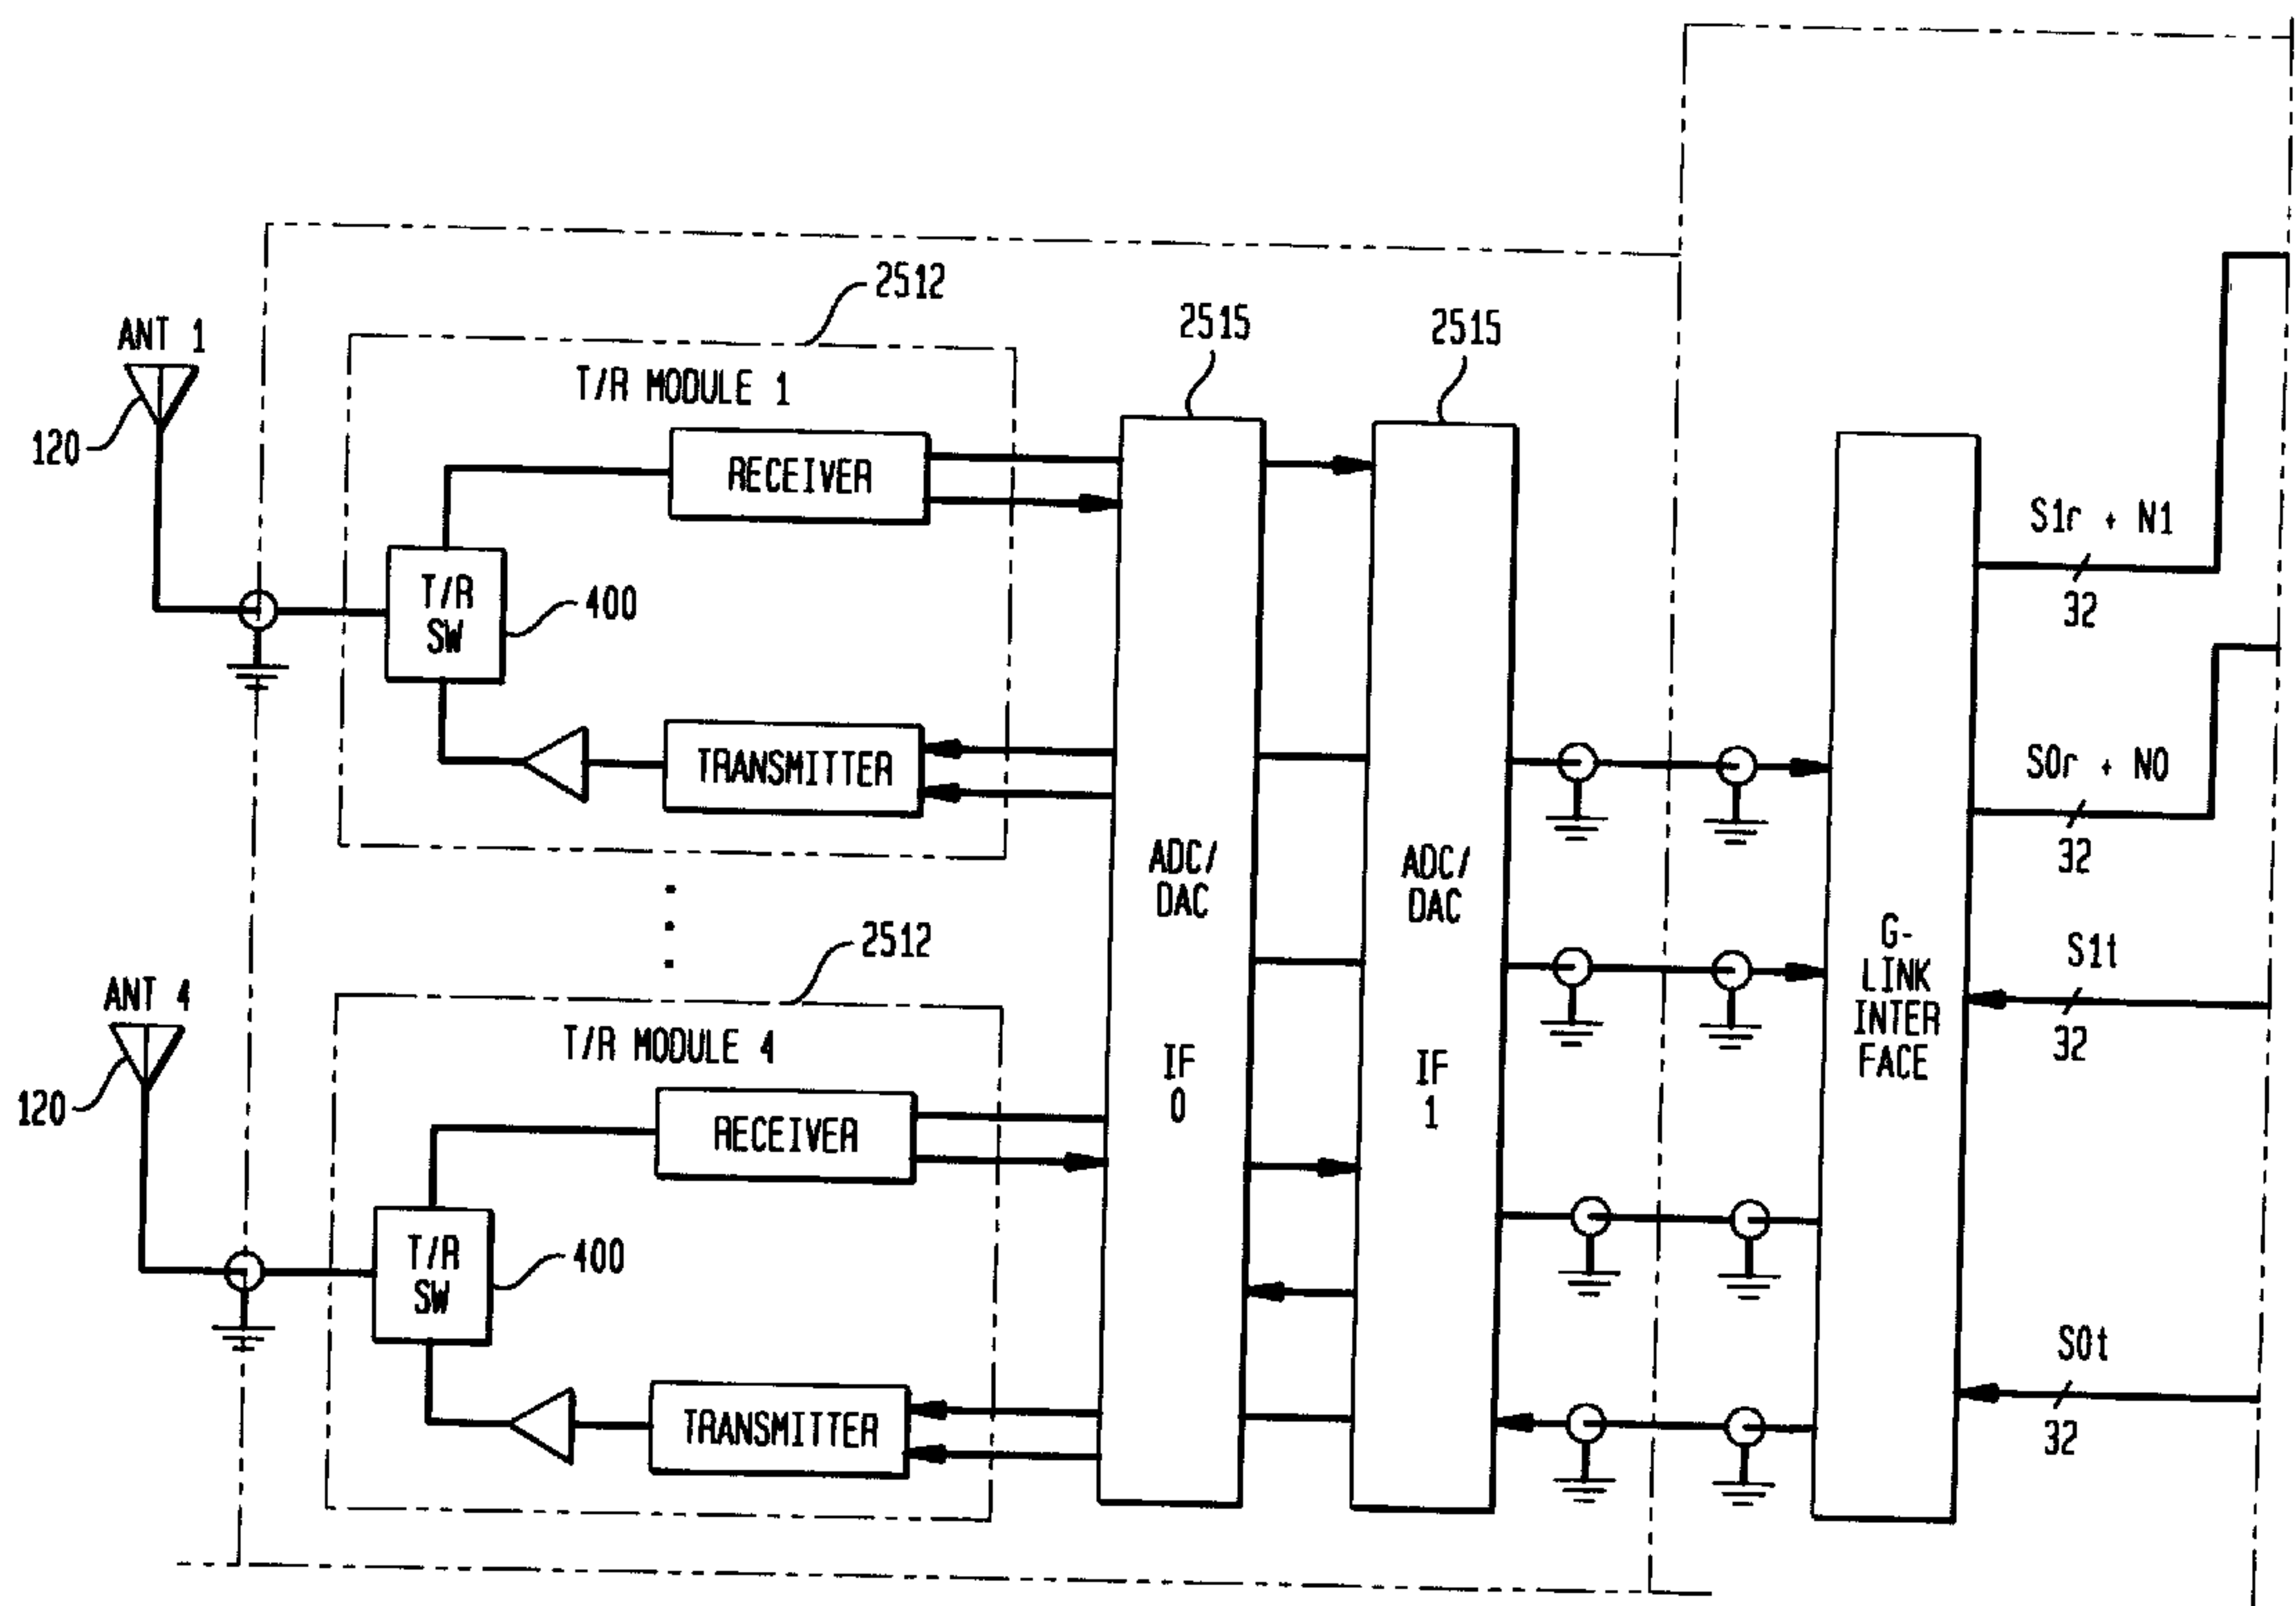 2512
2515
2515
ANT 1
120
T/R MODULE 1
RECEIVER
T/R
SW
400
TRANSMITTER
ADC/
DAC
IF
0
ADC/
DAC
IF
1
G-
LINK
INTER
FACE
S1r + N1
32
S0r + N0
32
S1t
32
S0t
32
2512
ANT 4
120
T/R MODULE 4
RECEIVER
T/R
SW
400
TRANSMITTER